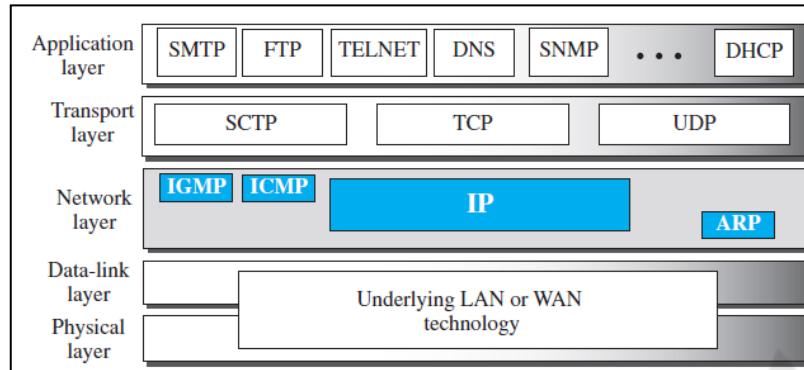 Application layer
SMTP FTP TELNET DNS SNMP • • • DHCP
Transport layer
SCTP TCP UDP
Network layer
IGMP ICMP IP ARP
Data-link layer
Underlying LAN or WAN technology
Physical layer